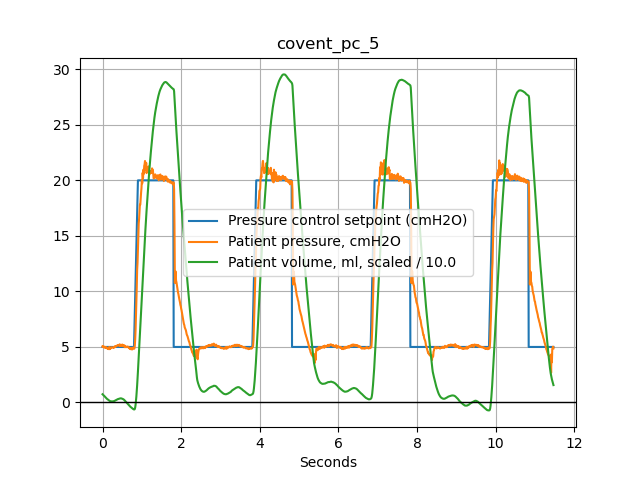 covent_pc_5
30
25
20
15
10
5
0
Pressure control setpoint (cmH2O)
Patient pressure, cmH2O
Patient volume, ml, scaled / 10.0
0 2 4 6 8 10 12
Seconds